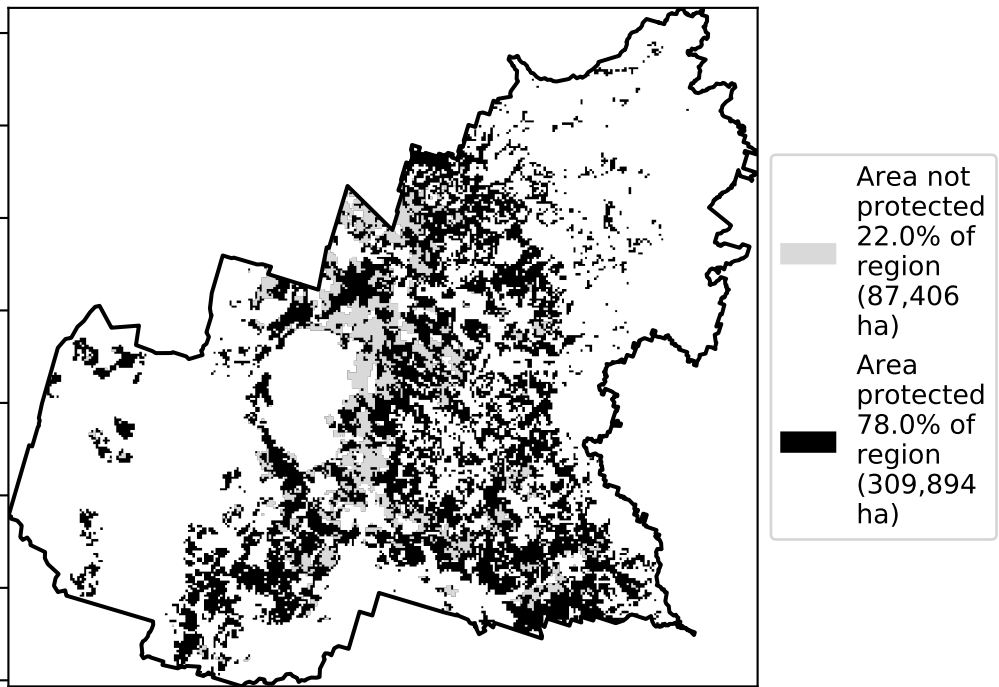 Area not
protected
22.0% of
region
(87,406
ha)
Area
protected
78.0% of
region
(309,894
ha)